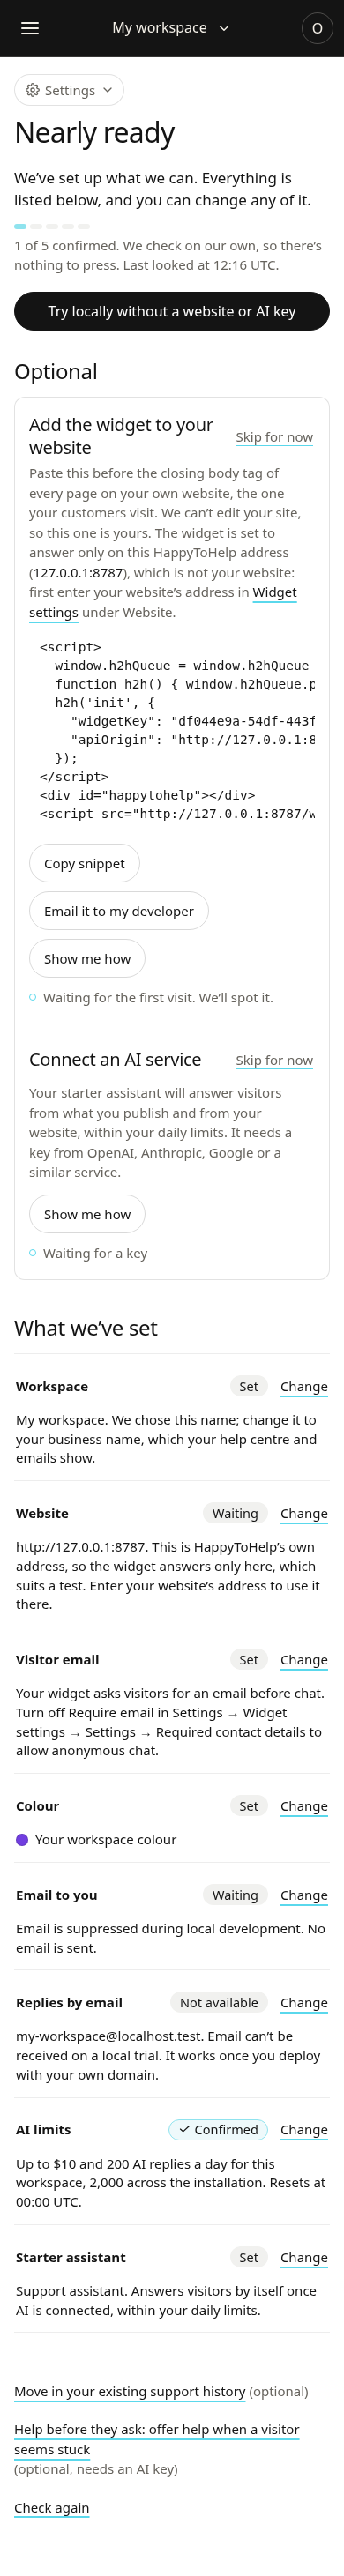 My workspace
O
Settings
Nearly ready
We’ve set up what we can. Everything is
listed below, and you can change any of it.
1 of 5 confirmed. We check on our own, so there’s
nothing to press. Last looked at 12:16 UTC.
Try locally without a website or AI key
Optional
Add the widget to your
website
Skip for now
Paste this before the closing body tag of
every page on your own website, the one
your customers visit. We can’t edit your site,
so this one is yours. The widget is set to
answer only on this HappyToHelp address
(127.0.0.1:8787), which is not your website:
first enter your website’s address in Widget
settings under Website.
<script>
window.h2hQueue = window.h2hQueue
function h2h() { window.h2hQueue.p
h2h('init', {
"widgetKey": "df044e9a-54df-443f
"apiOrigin": "http://127.0.0.1:8
});
</script>
<div id="happytohelp"></div>
<script src="http://127.0.0.1:8787/w
Copy snippet
Email it to my developer
Show me how
Waiting for the first visit. We’ll spot it.
Connect an AI service
Skip for now
Your starter assistant will answer visitors
from what you publish and from your
website, within your daily limits. It needs a
key from OpenAI, Anthropic, Google or a
similar service.
Show me how
Waiting for a key
What we’ve set
Workspace
Set
Change
My workspace. We chose this name; change it to
your business name, which your help centre and
emails show.
Website
Waiting
Change
http://127.0.0.1:8787. This is HappyToHelp’s own
address, so the widget answers only here, which
suits a test. Enter your website’s address to use it
there.
Visitor email
Set
Change
Your widget asks visitors for an email before chat.
Turn off Require email in Settings → Widget
settings → Settings → Required contact details to
allow anonymous chat.
Colour
Set
Change
Your workspace colour
Email to you
Waiting
Change
Email is suppressed during local development. No
email is sent.
Replies by email
Not available
Change
my-workspace@localhost.test. Email can’t be
received on a local trial. It works once you deploy
with your own domain.
AI limits
Confirmed
Change
Up to $10 and 200 AI replies a day for this
workspace, 2,000 across the installation. Resets at
00:00 UTC.
Starter assistant
Set
Change
Support assistant. Answers visitors by itself once
AI is connected, within your daily limits.
Move in your existing support history (optional)
Help before they ask: offer help when a visitor
seems stuck
(optional, needs an AI key)
Check again